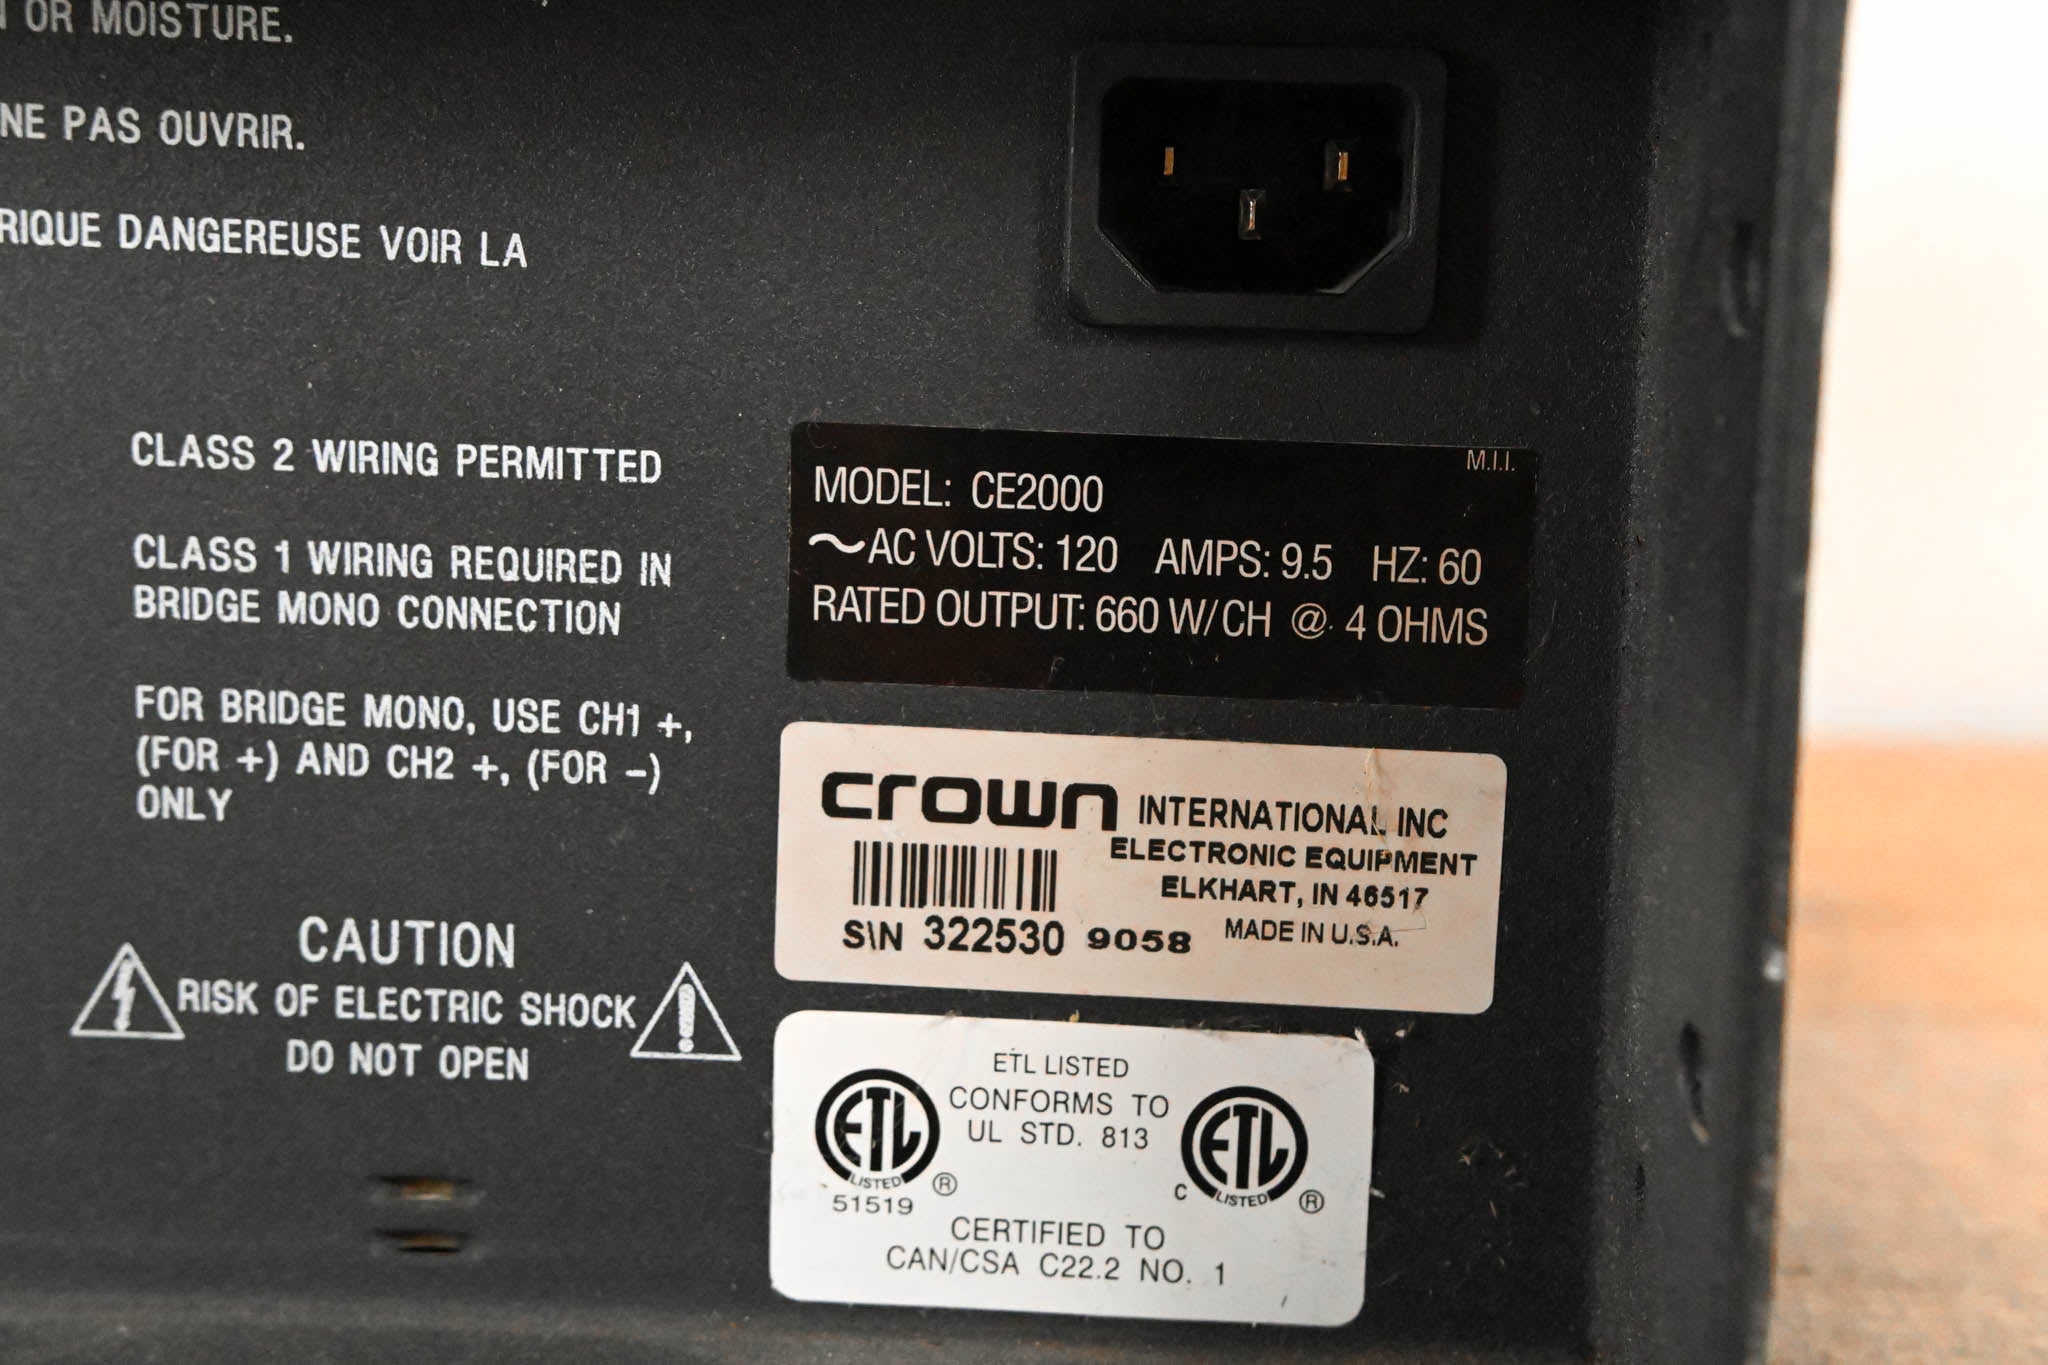 OR MOISTURE.
NE PAS OUVRIR.
RIQUE DANGEREUSE VOIR LA
CLASS 2 WIRING PERMITTED
CLASS 1 WIRING REQUIRED IN
BRIDGE MONO CONNECTION
FOR BRIDGE MONO, USE CH1 +,
(FOR +) AND CH2 +, (FOR –)
ONLY
CAUTION
RISK OF ELECTRIC SHOCK
DO NOT OPEN
M.I.I.
MODEL: CE2000
~AC VOLTS: 120 AMPS: 9.5 HZ: 60
RATED OUTPUT: 660 W/CH @ 4 OHMS
crown INTERNATIONAL INC
ELECTRONIC EQUIPMENT
ELKHART, IN 46517
MADE IN U.S.A.
S\N 322530 9058
ETL LISTED
CONFORMS TO
UL STD. 813
ETL LISTED ®
51519
C ETL LISTED ®
CERTIFIED TO
CAN/CSA C22.2 NO. 1